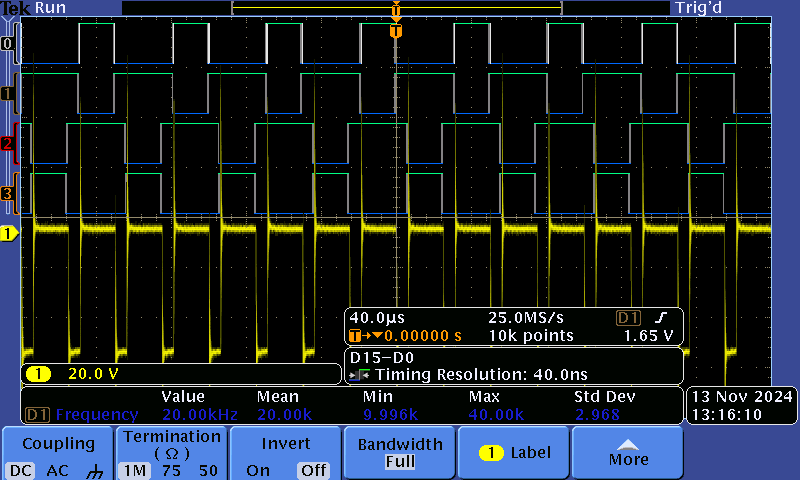 Tek Run Trig'd
T
T
0
1
2
3
1
40.0µs 25.0MS/s D1
T→▼0.00000 s 10k points 1.65 V
D15-D0
Timing Resolution: 40.0ns
1 20.0 V
Value Mean Min Max Std Dev
D1 Frequency 20.00kHz 20.00k 9.996k 40.00k 2.968
13 Nov 2024
13:16:10
Coupling
DC AC
Termination
(Ω)
1M 75 50
Invert
On Off
Bandwidth
Full
1 Label
More